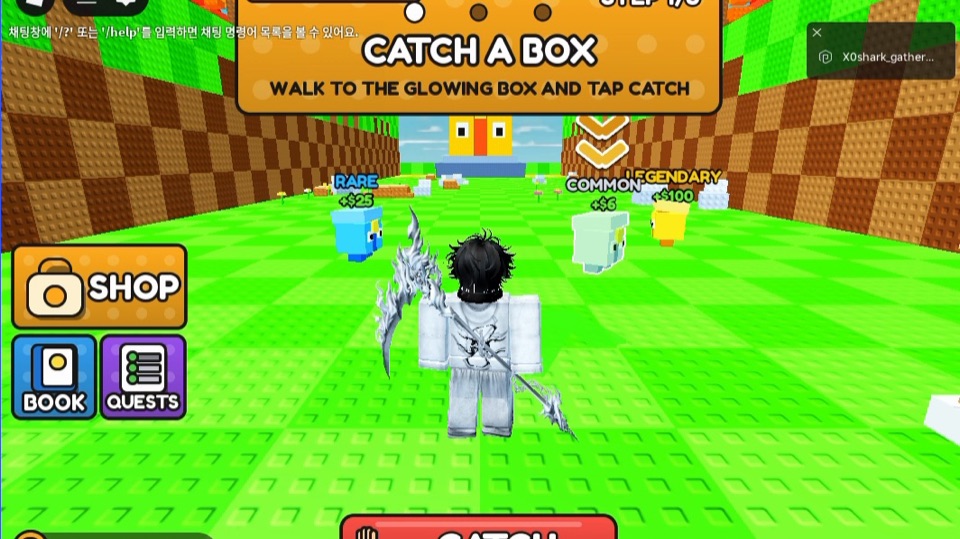 채팅창에 '/?' 또는 '/help'를 입력하면 채팅 명령어 목록을 볼 수 있어요.
CATCH A BOX
WALK TO THE GLOWING BOX AND TAP CATCH
X0shark_gather...
RARE
+$25
COMMON
+$6
LEGENDARY
+$100
SHOP
BOOK
QUESTS
CATCH